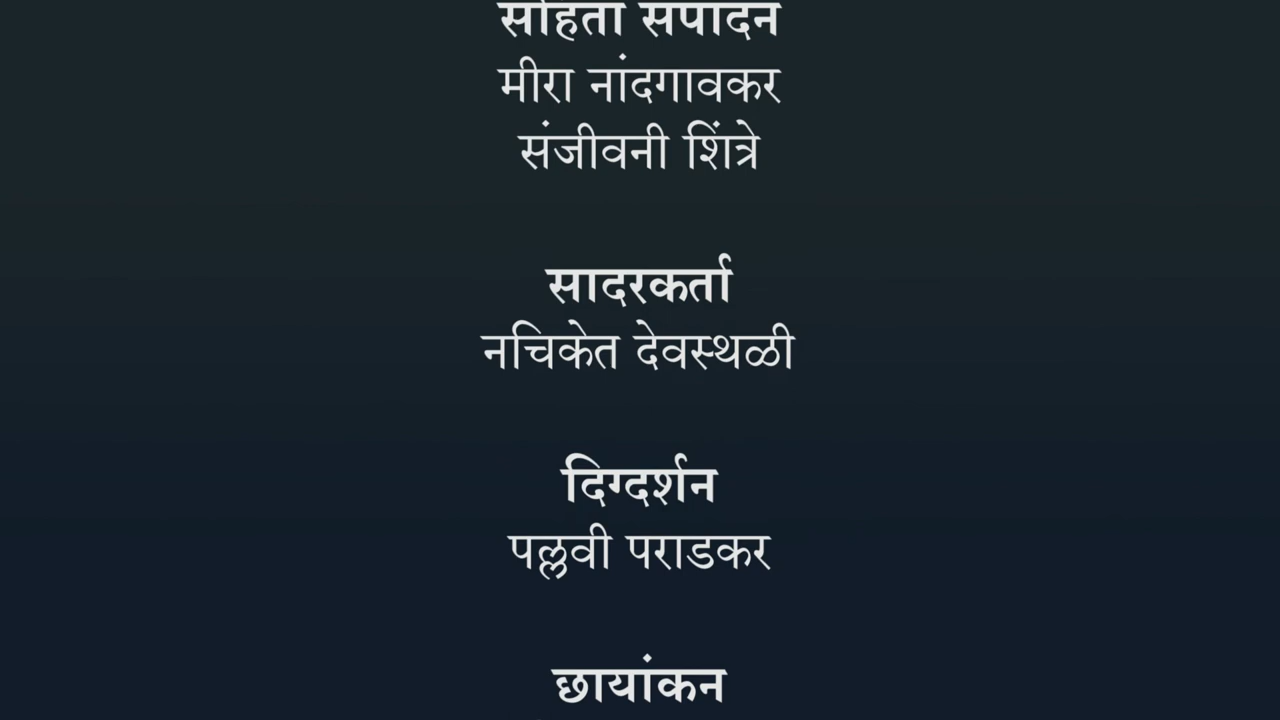 संहिता संपादन
मीरा नांदगावकर
संजीवनी शिंत्रे
सादरकर्ता
नचिकेत देवस्थळी
दिग्दर्शन
पल्लवी पराडकर
छायांकन